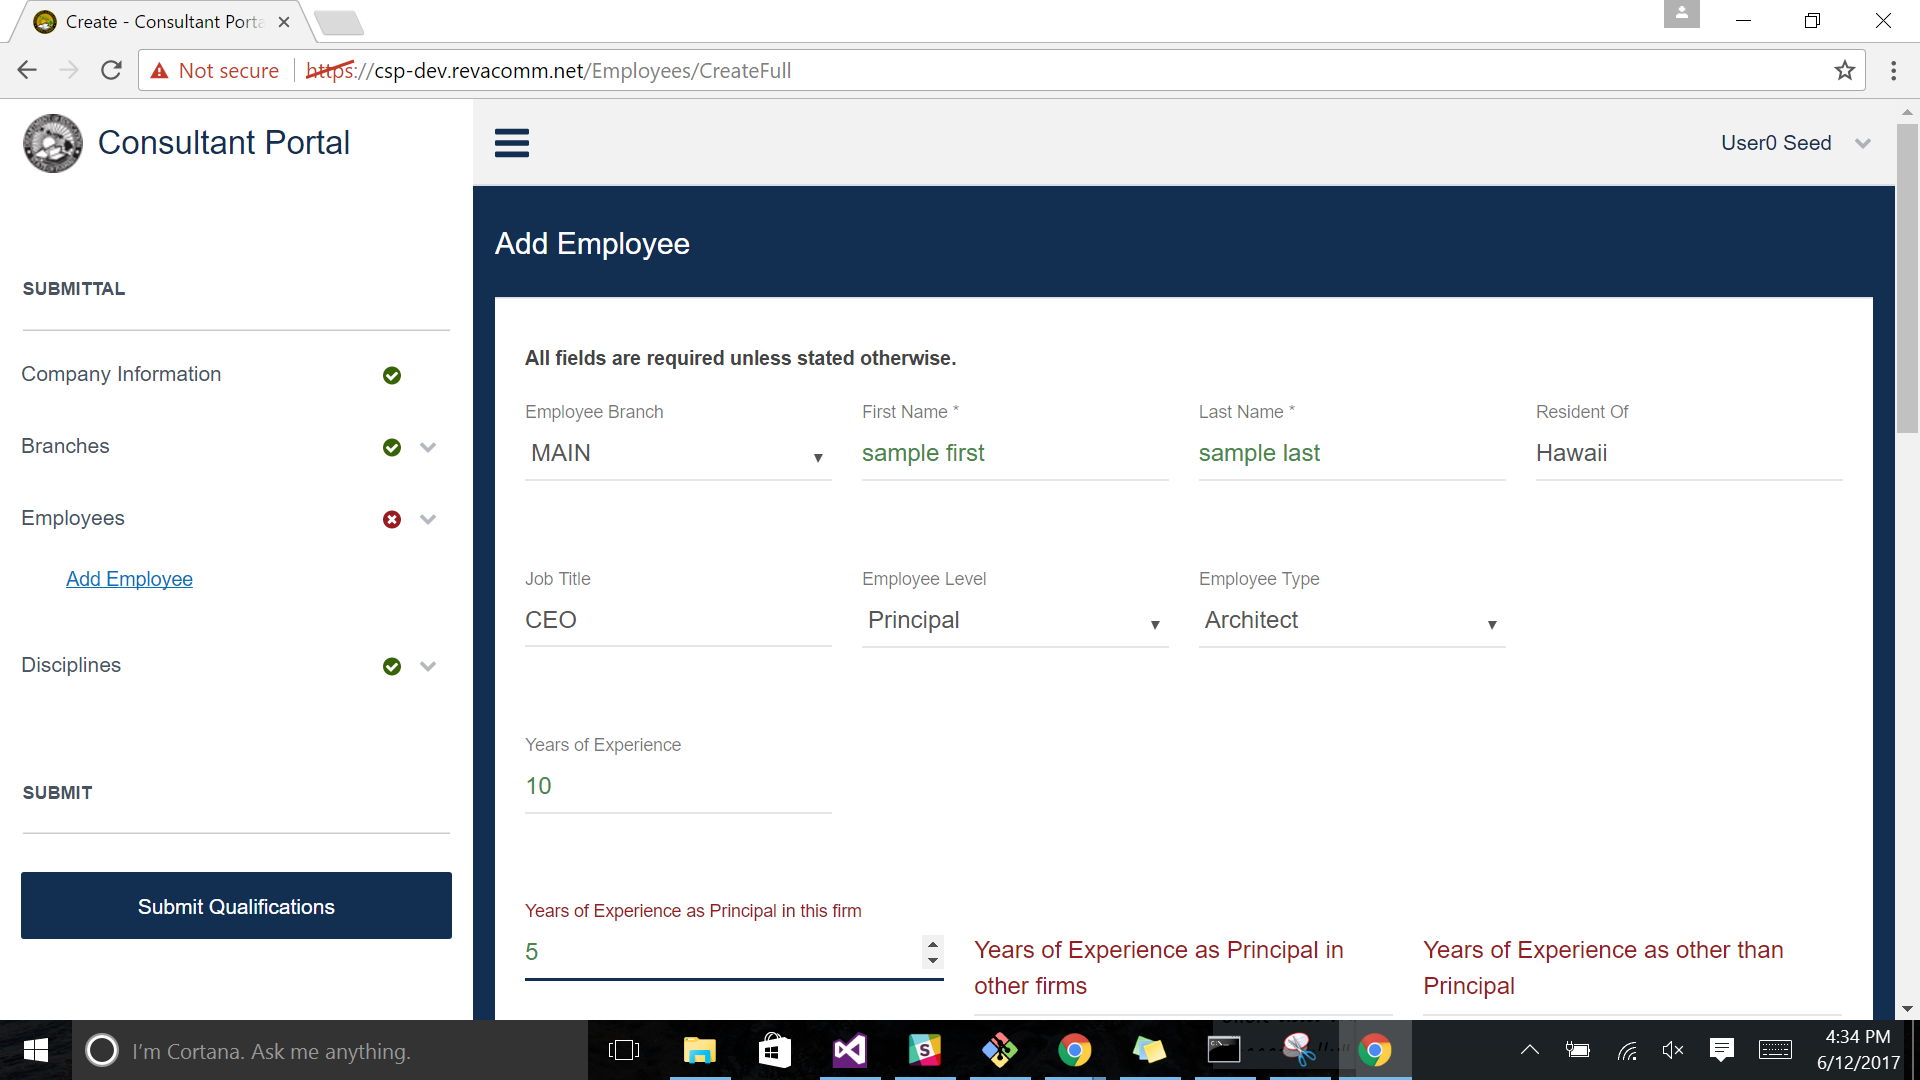 Create - Consultant Porta
Not secure https://csp-dev.revacomm.net/Employees/CreateFull
Consultant Portal
User0 Seed
Add Employee
SUBMITTAL
All fields are required unless stated otherwise.
Company Information
Employee Branch First Name * Last Name * Resident Of
MAIN sample first sample last Hawaii
Branches
Employees
Add Employee
Job Title Employee Level Employee Type
CEO Principal Architect
Disciplines
Years of Experience
10
SUBMIT
Submit Qualifications
Years of Experience as Principal in this firm
5
Years of Experience as Principal in
other firms
Years of Experience as other than
Principal
I'm Cortana. Ask me anything.
4:34 PM
6/12/2017